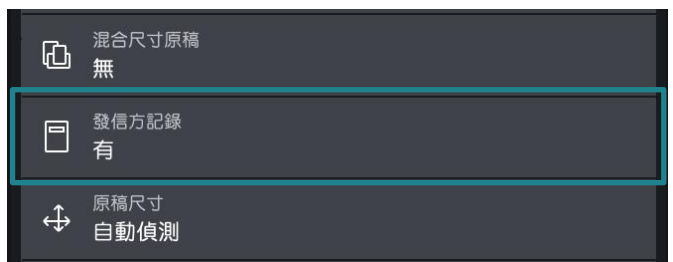 混合尺寸原稿
無
發信方記錄
有
原稿尺寸
自動偵測